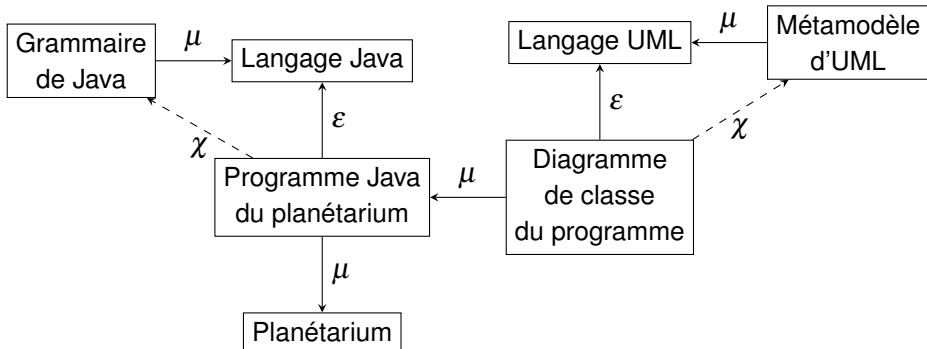 Grammaire
de Java
μ
Langage Java
Langage UML
μ
Métamodèle
d'UML
χ
ε
ε
χ
Programme Java
du planétarium
μ
Diagramme
de classe
du programme
μ
Planétarium